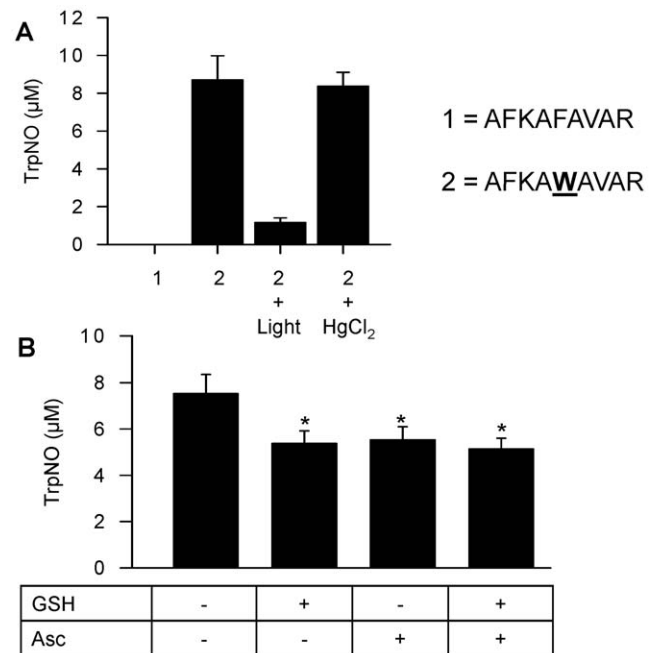 A
TrpNO (µM)
12
10
8
6
4
2
0
1
2
2
+
Light
2
+
HgCl2
1 = AFKAFAVAR
2 = AFKAWAVAR
B
TrpNO (µM)
10
8
6
4
2
0
*
*
*
GSH - + - +
Asc - - + +